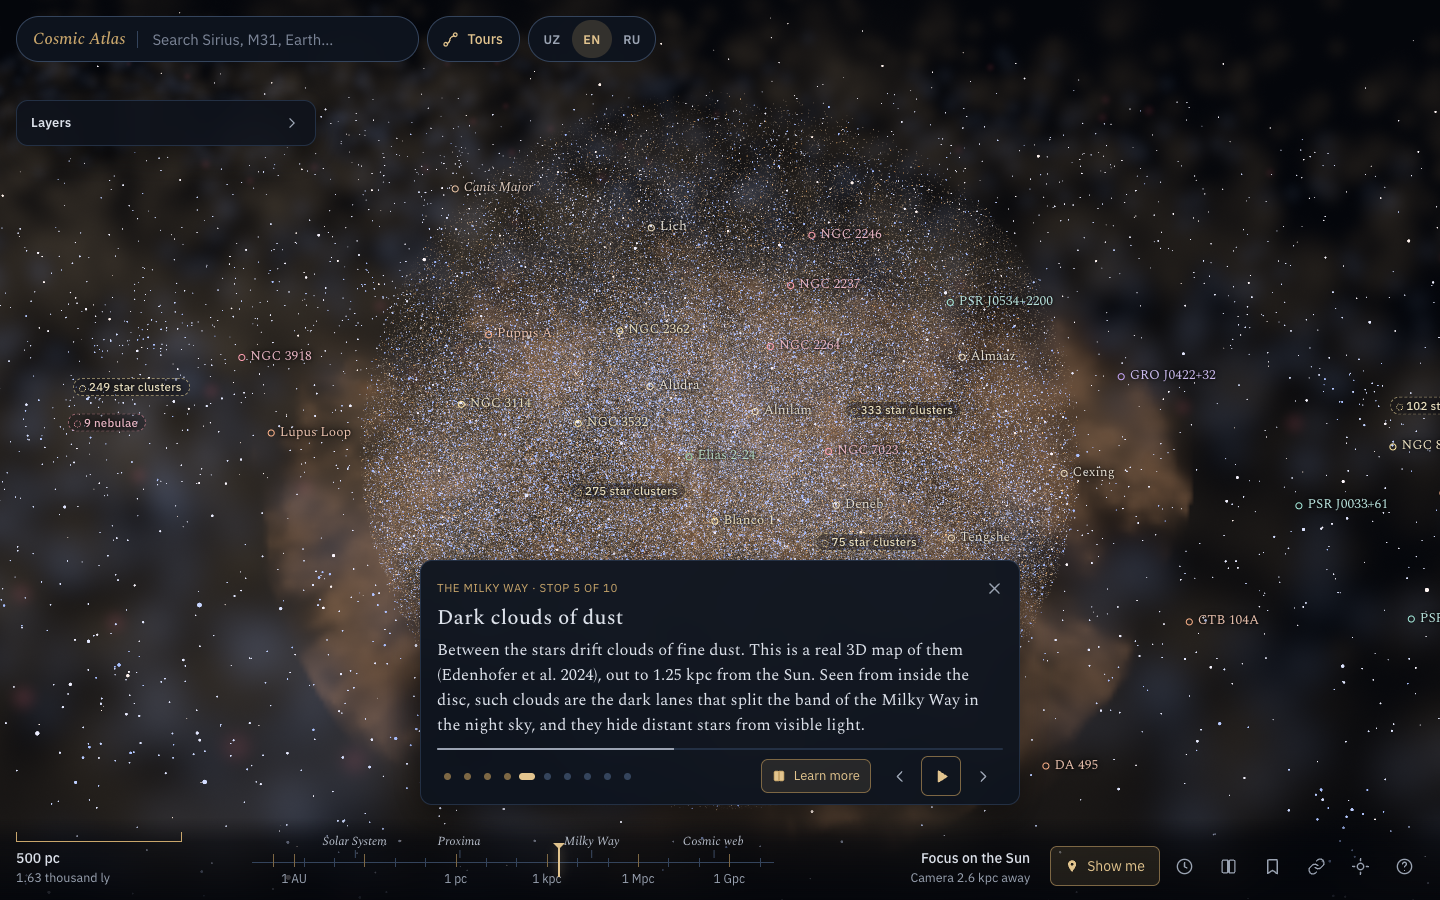 Cosmic Atlas
Search Sirius, M31, Earth...
Tours
UZ EN RU
Layers
Canis Major
Lich
NGC 2246
NGC 2237
PSR J0534+2200
Puppis A
NGC 2362
NGC 2264
NGC 3918
Almaaz
GRO J0422+32
249 star clusters
Aludra
NGC 3114
Alnilam
333 star clusters
9 nebulae
NGC 3532
Lupus Loop
NGC 7023
Elias 2-24
Cexing
275 star clusters
Deneb
PSR J0033+61
Blanco 1
75 star clusters
Tengshe
THE MILKY WAY · STOP 5 OF 10
Dark clouds of dust
Between the stars drift clouds of fine dust. This is a real 3D map of them
(Edenhofer et al. 2024), out to 1.25 kpc from the Sun. Seen from inside the
disc, such clouds are the dark lanes that split the band of the Milky Way in
the night sky, and they hide distant stars from visible light.
CTB 104A
DA 495
Learn more
Solar System Proxima Milky Way Cosmic web
500 pc
1.63 thousand ly
1 AU 1 pc 1 kpc 1 Mpc 1 Gpc
Focus on the Sun
Camera 2.6 kpc away
Show me